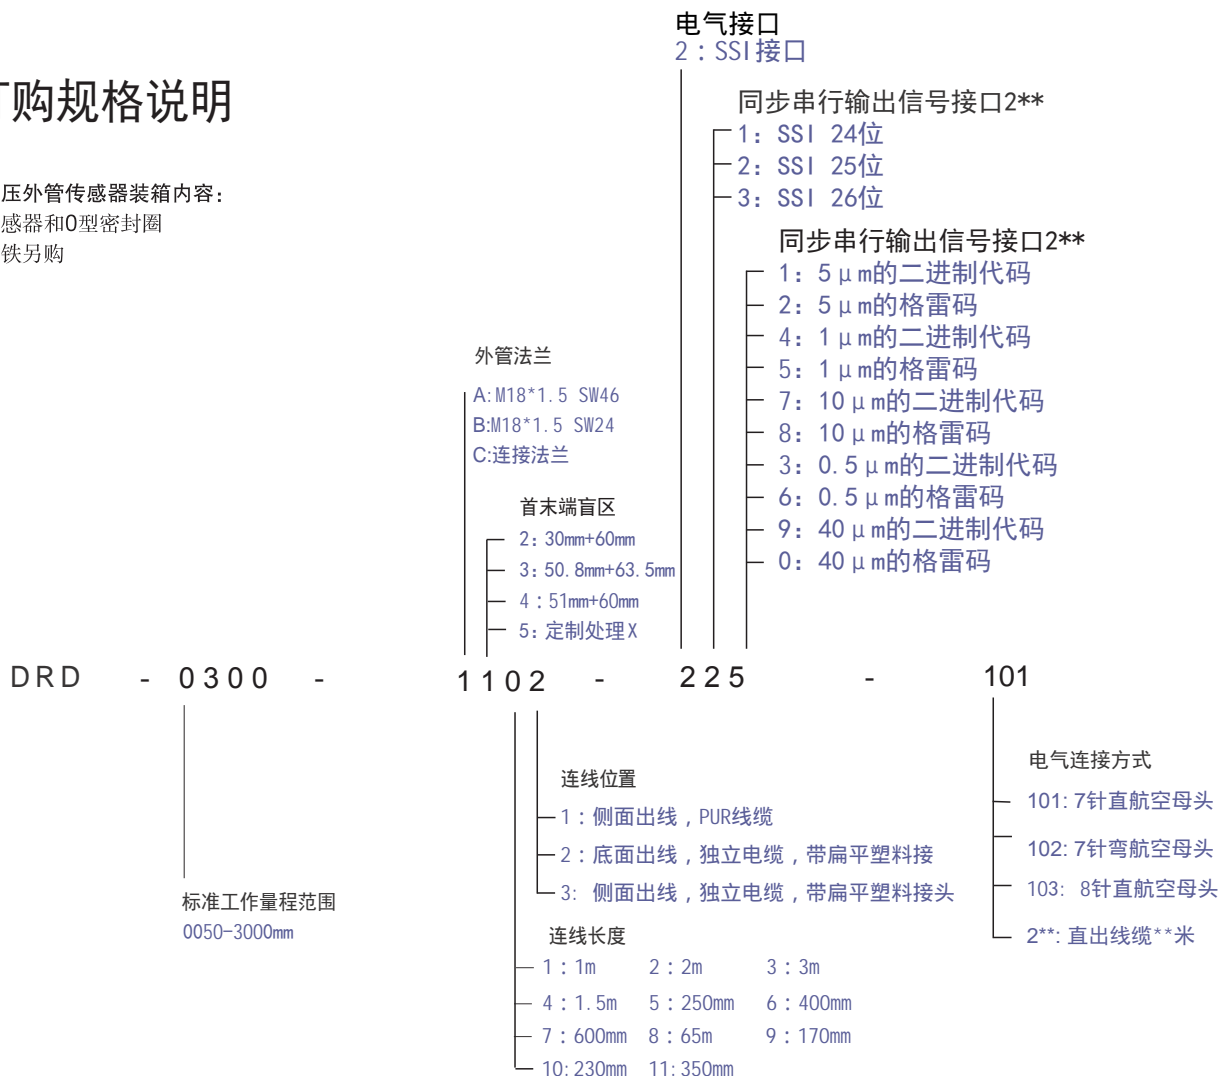 电气接口
2：SSI接口
购规格说明
同步串行输出信号接口2**
1: SSI 24位
2: SSI 25位
3: SSI 26位
压外管传感器装箱内容:
感器和O型密封圈
铁另购
同步串行输出信号接口2**
1: 5μm的二进制代码
2: 5μm的格雷码
4: 1μm的二进制代码
5: 1μm的格雷码
7: 10μm的二进制代码
8: 10μm的格雷码
3: 0.5μm的二进制代码
6: 0.5μm的格雷码
9: 40μm的二进制代码
0: 40μm的格雷码
外管法兰
A:M18*1.5 SW46
B:M18*1.5 SW24
C:连接法兰
首末端盲区
2: 30mm+60mm
3: 50.8mm+63.5mm
4：51mm+60mm
5: 定制处理X
DRD - 0300 - 1102 - 225 - 101
标准工作量程范围
0050-3000mm
连线位置
1：侧面出线，PUR线缆
2：底面出线，独立电缆，带扁平塑料接
3: 侧面出线，独立电缆，带扁平塑料接头
连线长度
1：1m 2：2m 3：3m
4：1.5m 5：250mm 6：400mm
7：600mm 8：65m 9：170mm
10:230mm 11:350mm
电气连接方式
101: 7针直航空母头
102: 7针弯航空母头
103: 8针直航空母头
2**: 直出线缆**米